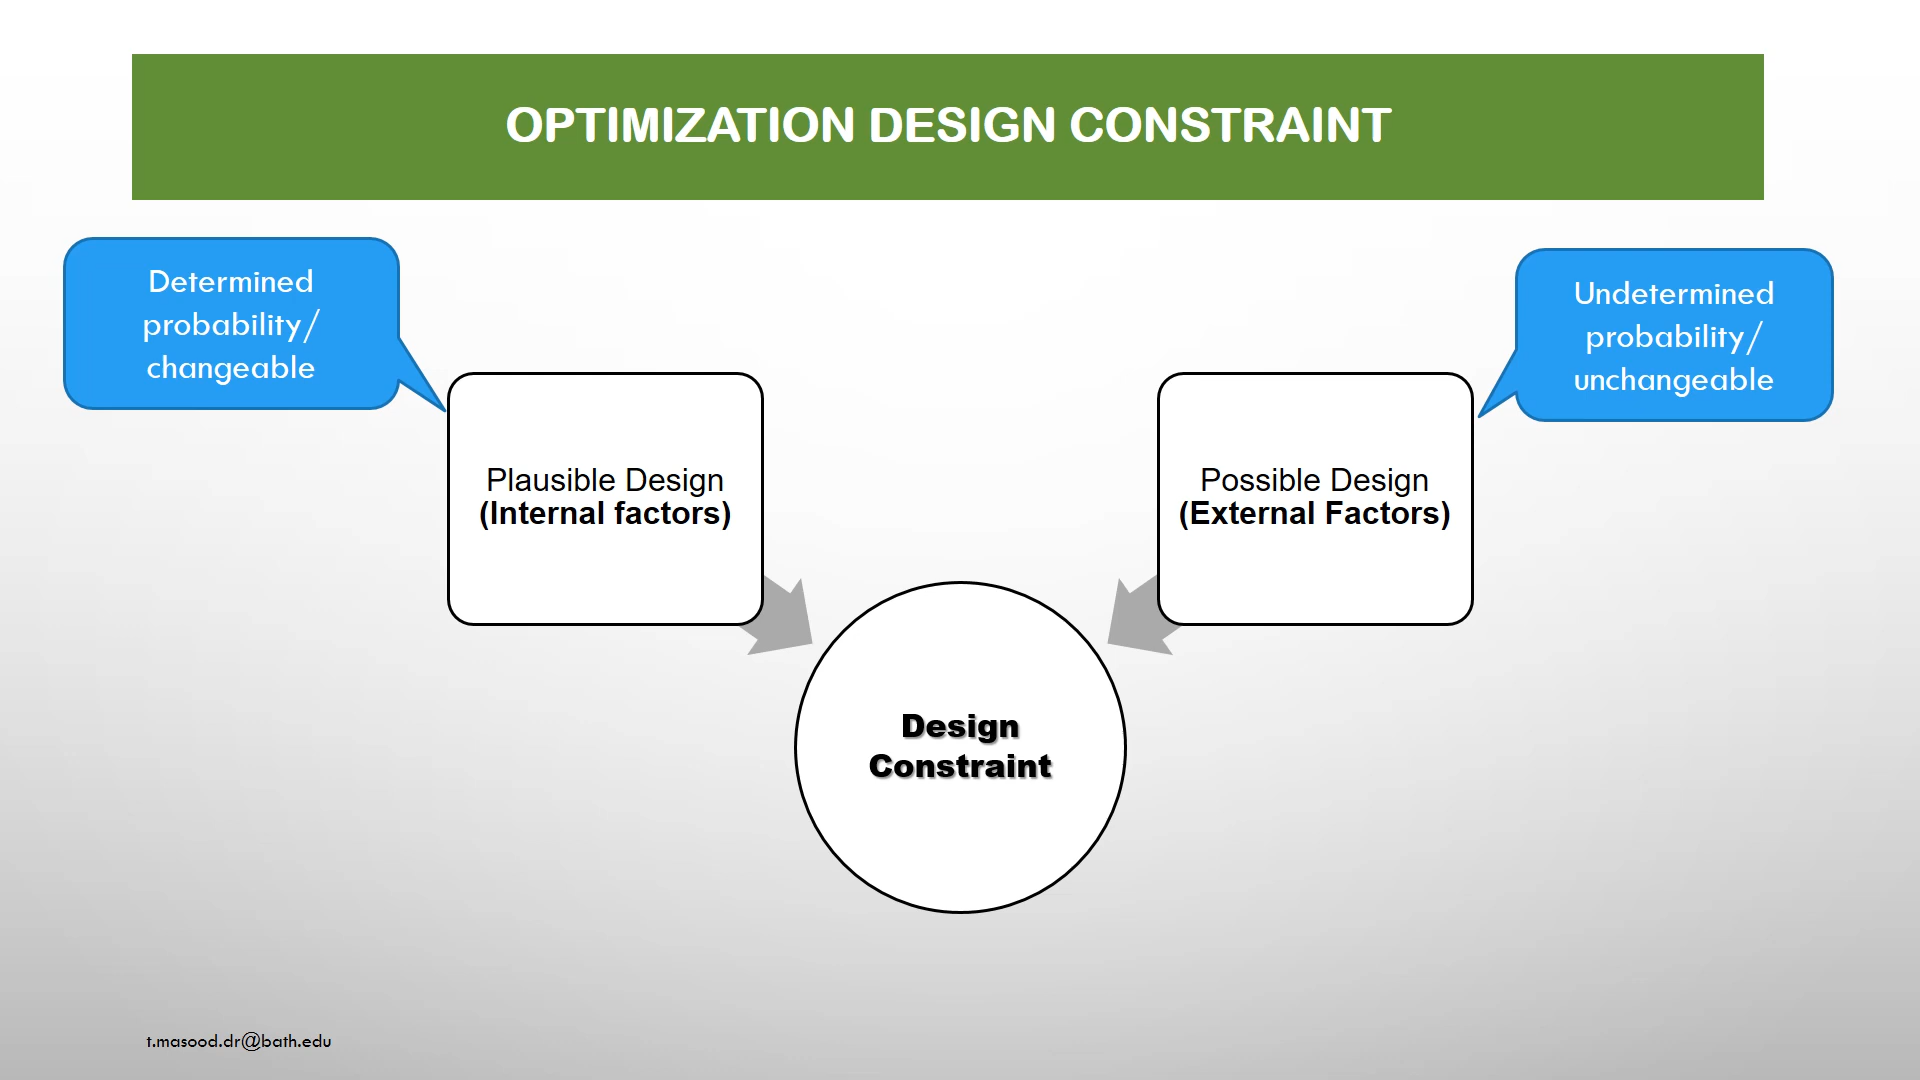 OPTIMIZATION DESIGN CONSTRAINT
Determined
probability/
changeable
Undetermined
probability/
unchangeable
Plausible Design
(Internal factors)
Possible Design
(External Factors)
Design
Constraint
t.masood.dr@bath.edu